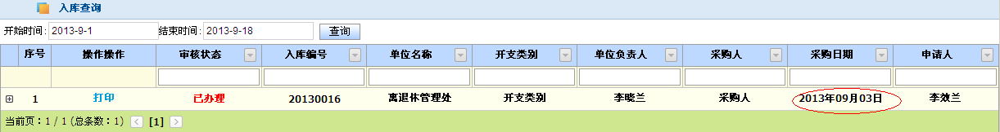 入库查询
开始时间: 2013-9-1 结束时间: 2013-9-18 查询
序号 操作操作 审核状态 入库编号 单位名称 开支类别 单位负责人 采购人 采购日期 申请人
1 打印 已办理 20130016 离退休管理处 开支类别 李晓兰 采购人 2013年09月03日 李效兰
当前页：1 / 1 (总条数：1) [1]